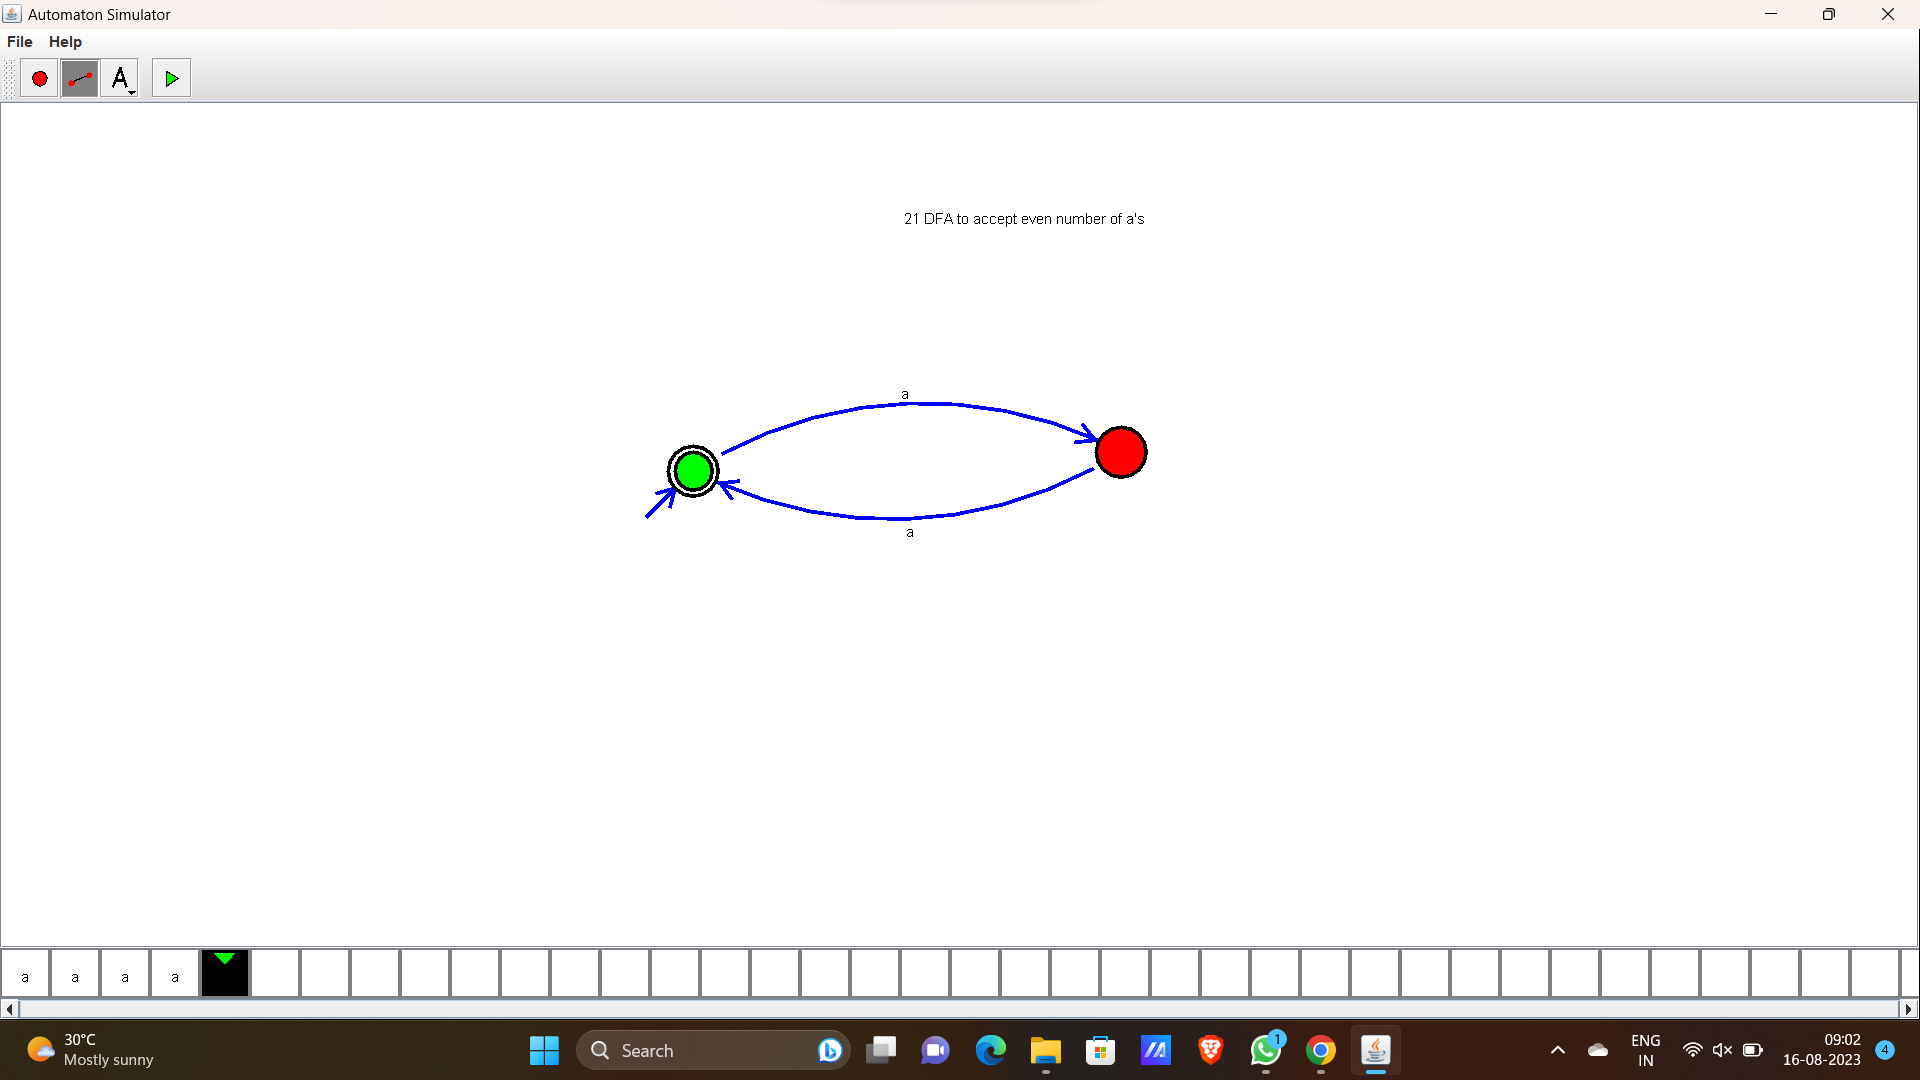 Automaton Simulator
File Help
A
21 DFA to accept even number of a's
a
a
a a a a
30°C
Mostly sunny
Search
1
ENG
IN
09:02
16-08-2023
4